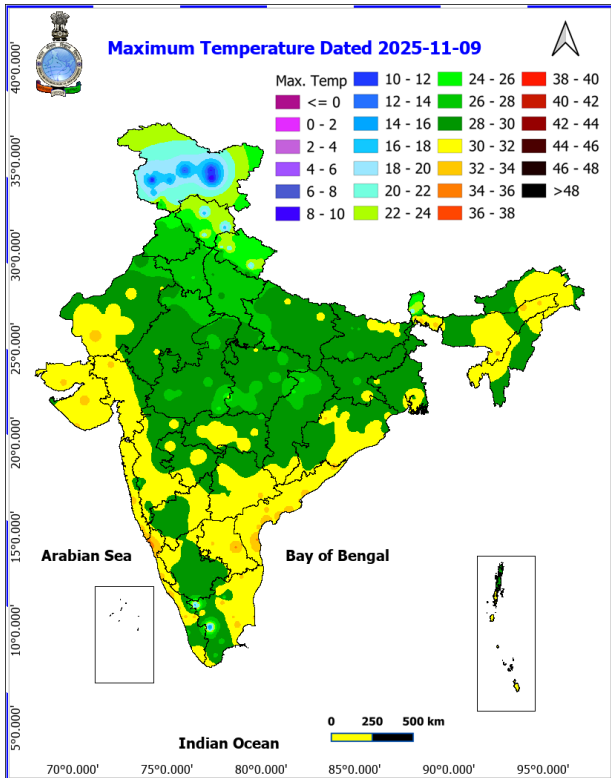 Maximum Temperature Dated 2025-11-09
Max. Temp
<= 0
0 - 2
2 - 4
4 - 6
6 - 8
8 - 10
10 - 12
12 - 14
14 - 16
16 - 18
18 - 20
20 - 22
22 - 24
24 - 26
26 - 28
28 - 30
30 - 32
32 - 34
34 - 36
36 - 38
38 - 40
40 - 42
42 - 44
44 - 46
46 - 48
>48
40°0.000'
35°0.000'
30°0.000'
25°0.000'
20°0.000'
15°0.000'
10°0.000'
5°0.000'
Arabian Sea
Bay of Bengal
Indian Ocean
0 250 500 km
70°0.000' 75°0.000' 80°0.000' 85°0.000' 90°0.000' 95°0.000'